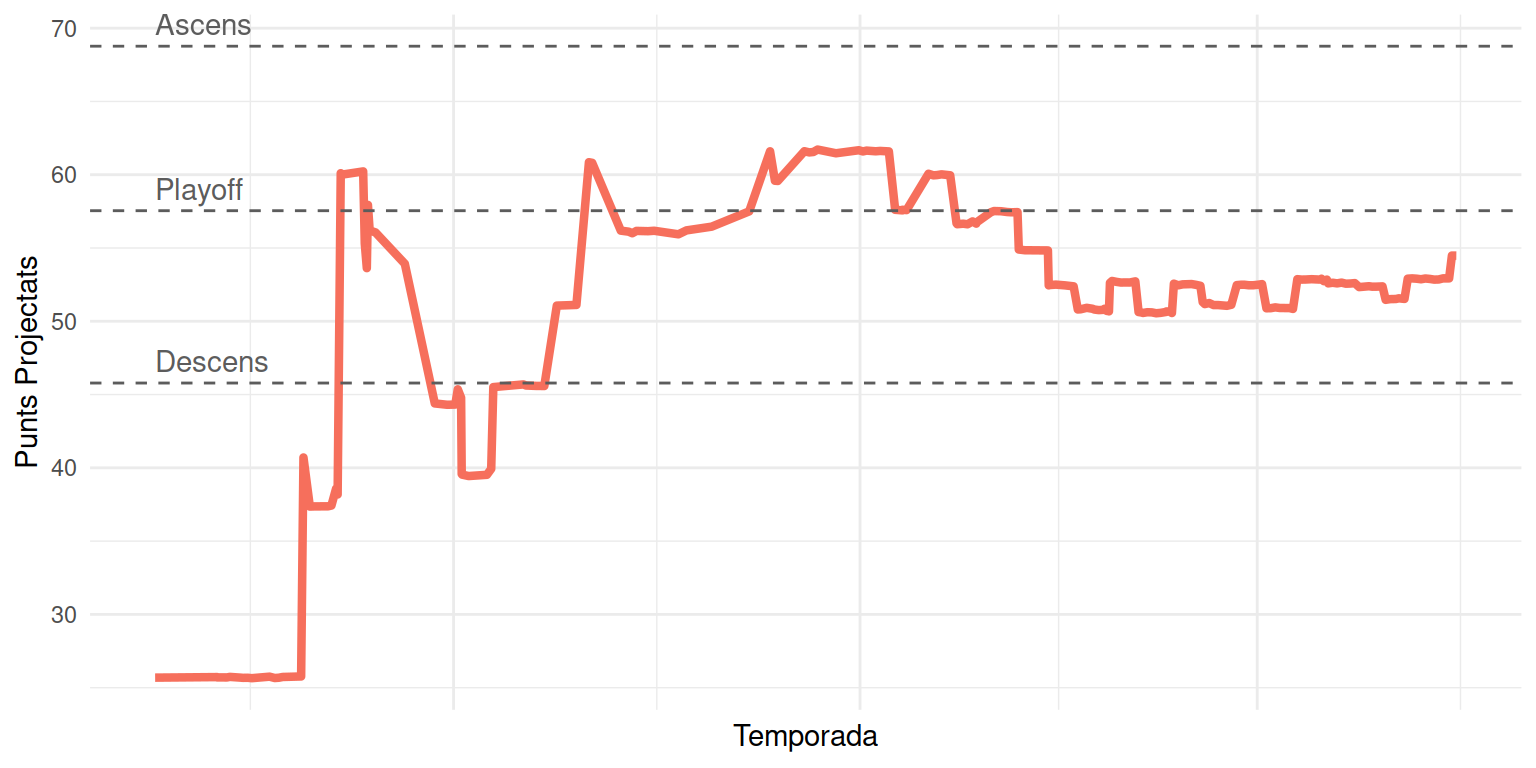 70
Ascens
60
Playoff
50
Descens
40
30
Punts Projectats
Temporada